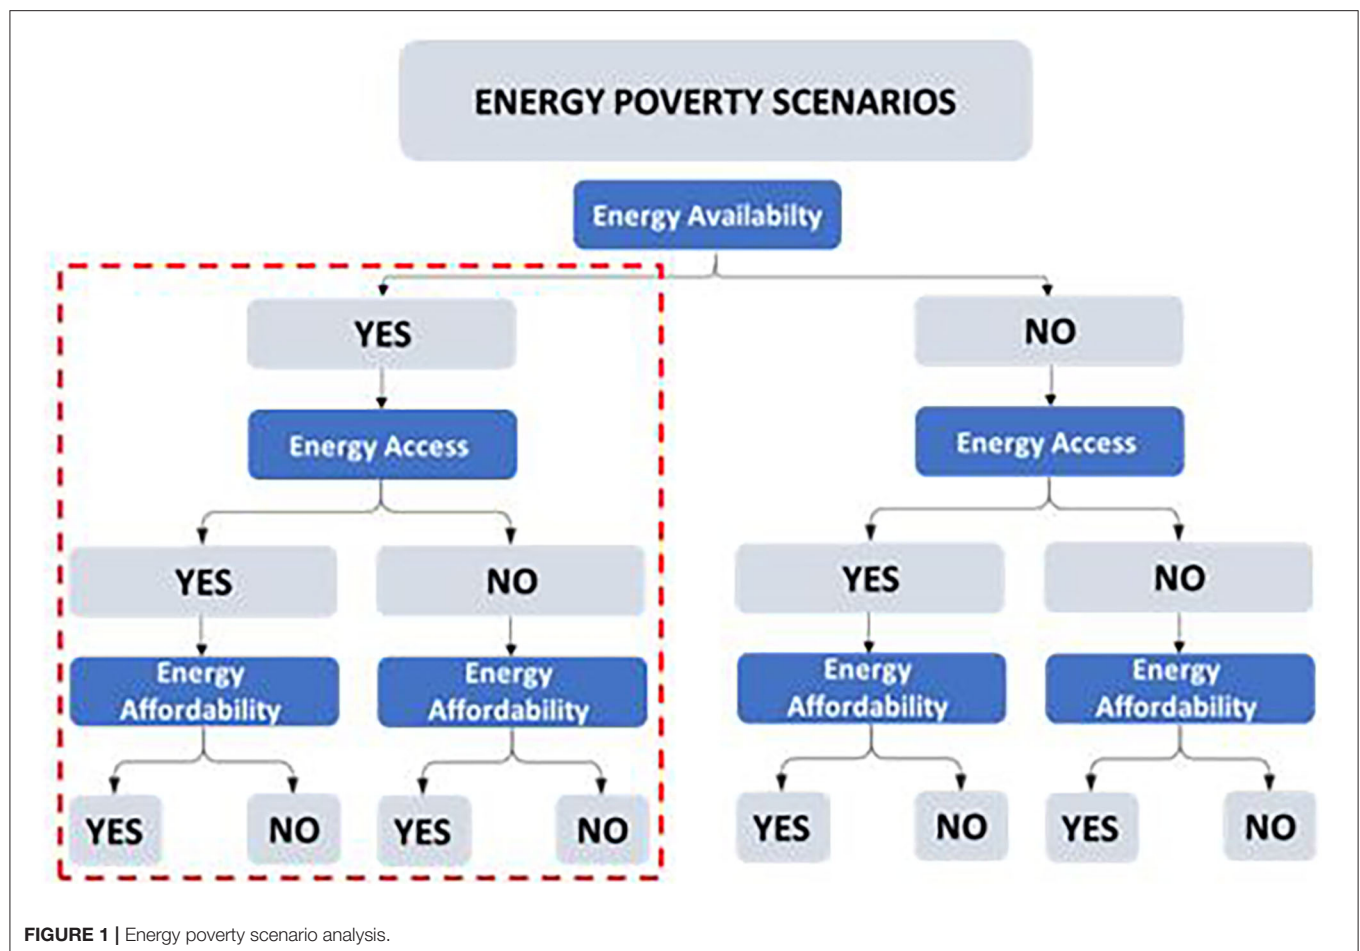 ENERGY POVERTY SCENARIOS
Energy Availabilty
YES
NO
Energy Access
Energy Access
YES
NO
YES
NO
Energy
Affordability
Energy
Affordability
Energy
Affordability
Energy
Affordability
YES
NO
YES
NO
YES
NO
YES
NO
FIGURE 1 | Energy poverty scenario analysis.